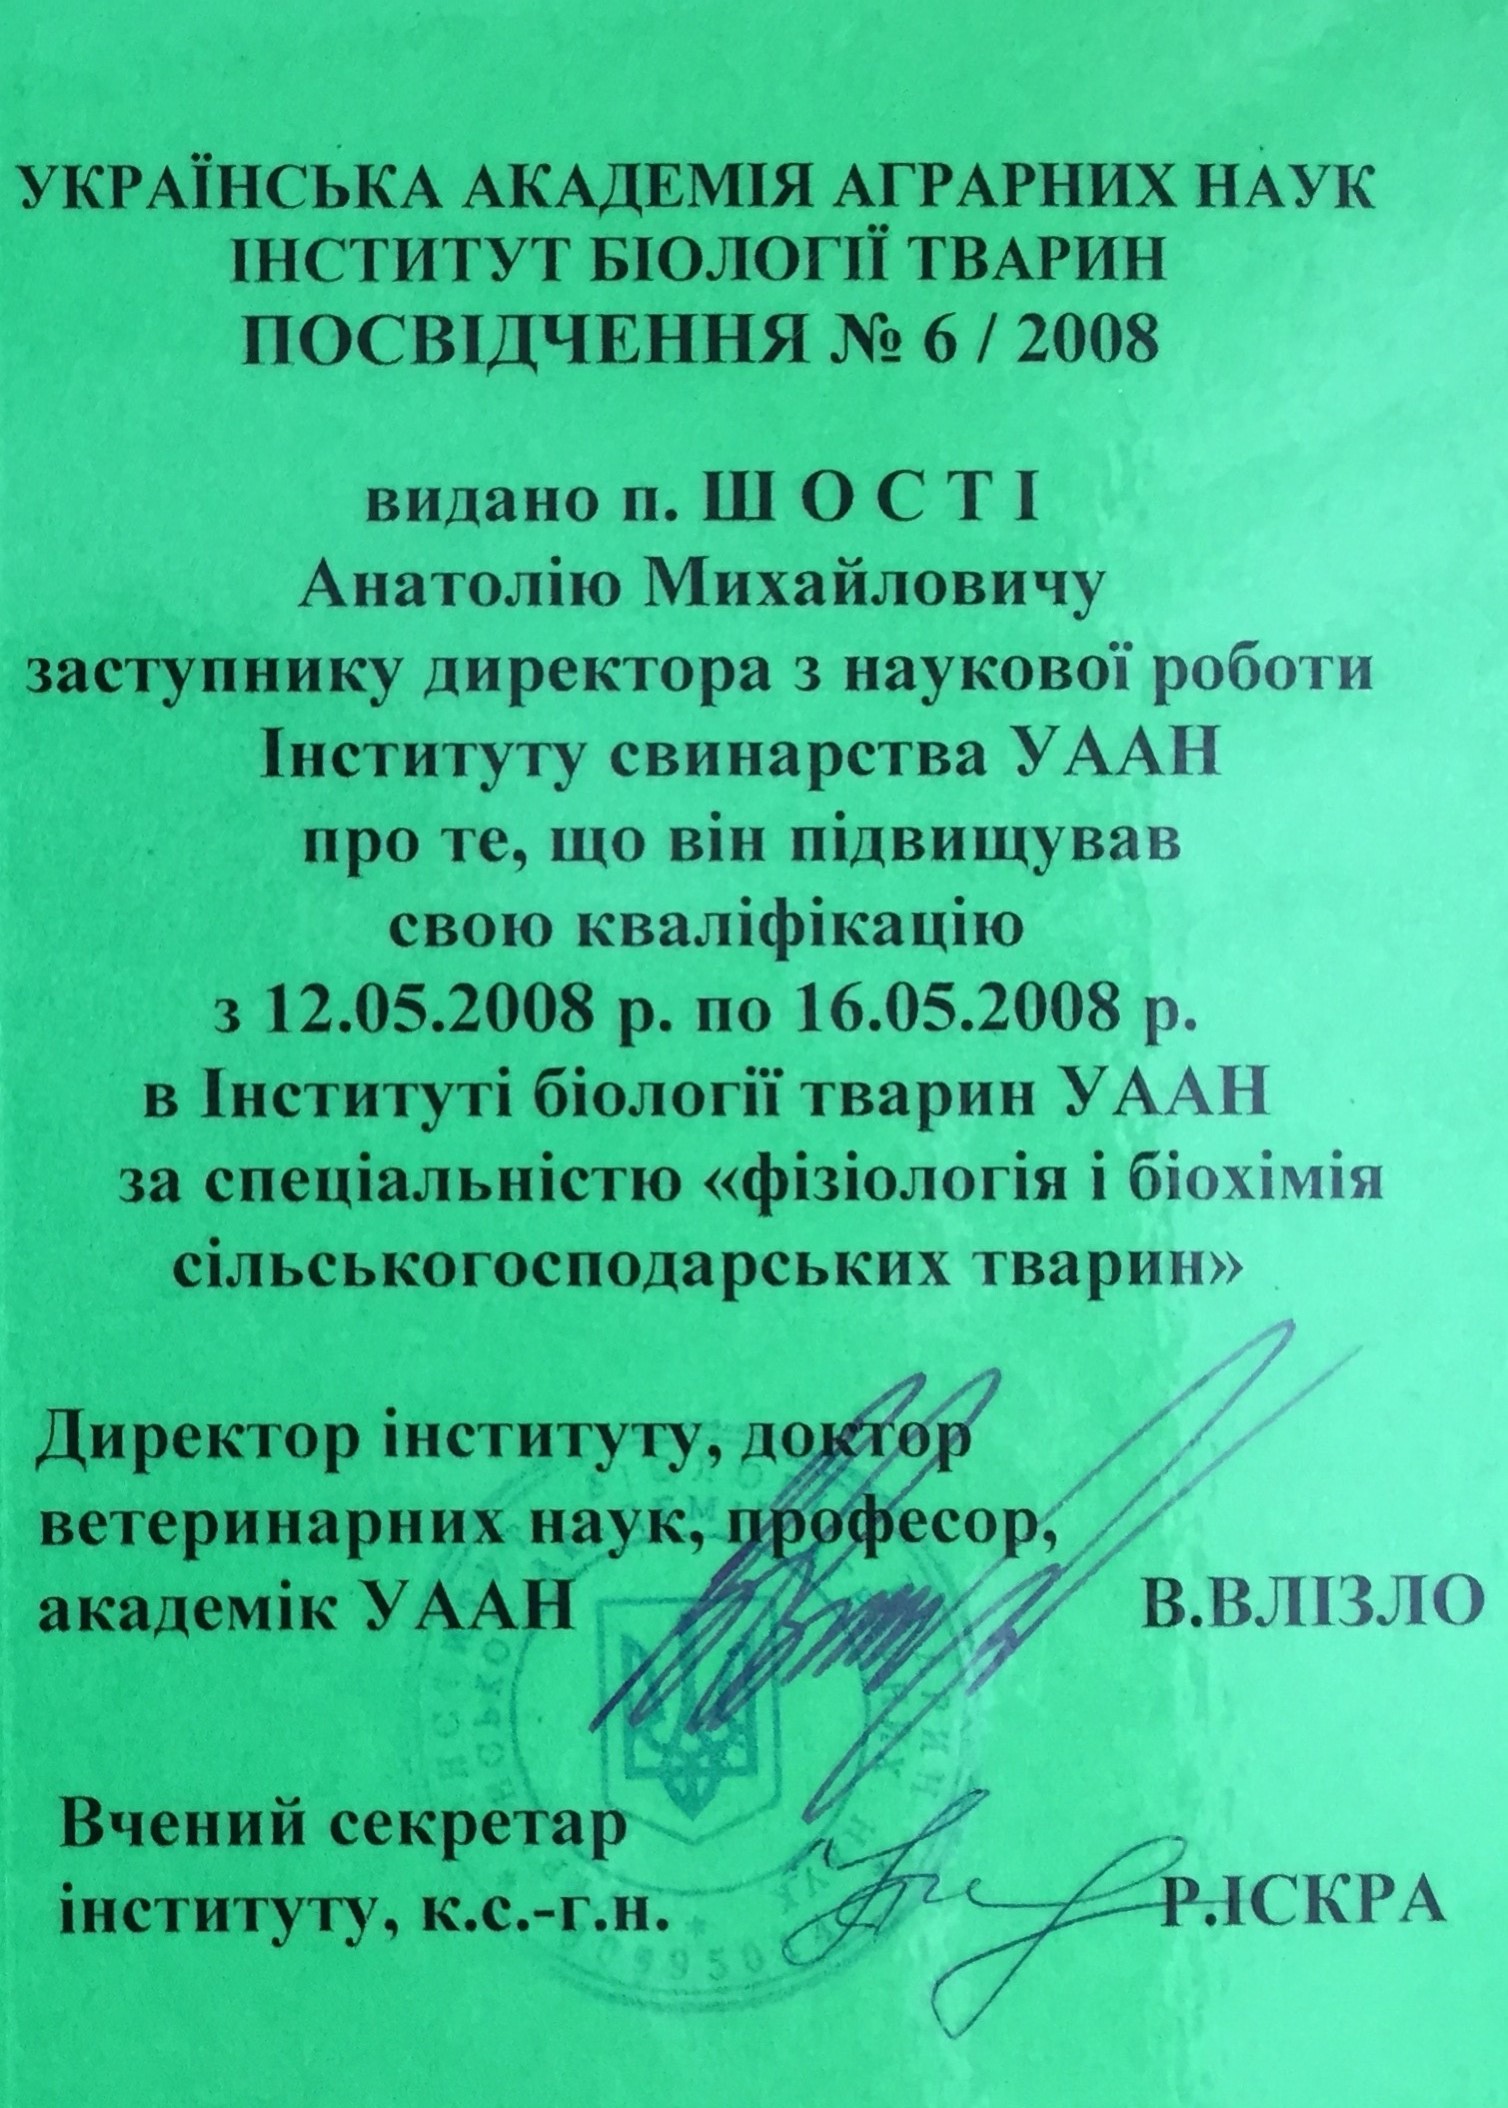 УКРАЇНСЬКА АКАДЕМІЯ АГРАРНИХ НАУК
ІНСТИТУТ БІОЛОГІЇ ТВАРИН
ПОСВІДЧЕННЯ № 6 / 2008
видано п. Ш О С Т І
Анатолію Михайловичу
заступнику директора з наукової роботи
Інституту свинарства УААН
про те, що він підвищував
свою кваліфікацію
з 12.05.2008 р. по 16.05.2008 р.
в Інституті біології тварин УААН
за спеціальністю «фізіологія і біохімія
сільськогосподарських тварин»
Директор інституту, доктор
ветеринарних наук, професор,
академік УААН В.ВЛІЗЛО
Вчений секретар
інституту, к.с.-г.н. Р.ІСКРА